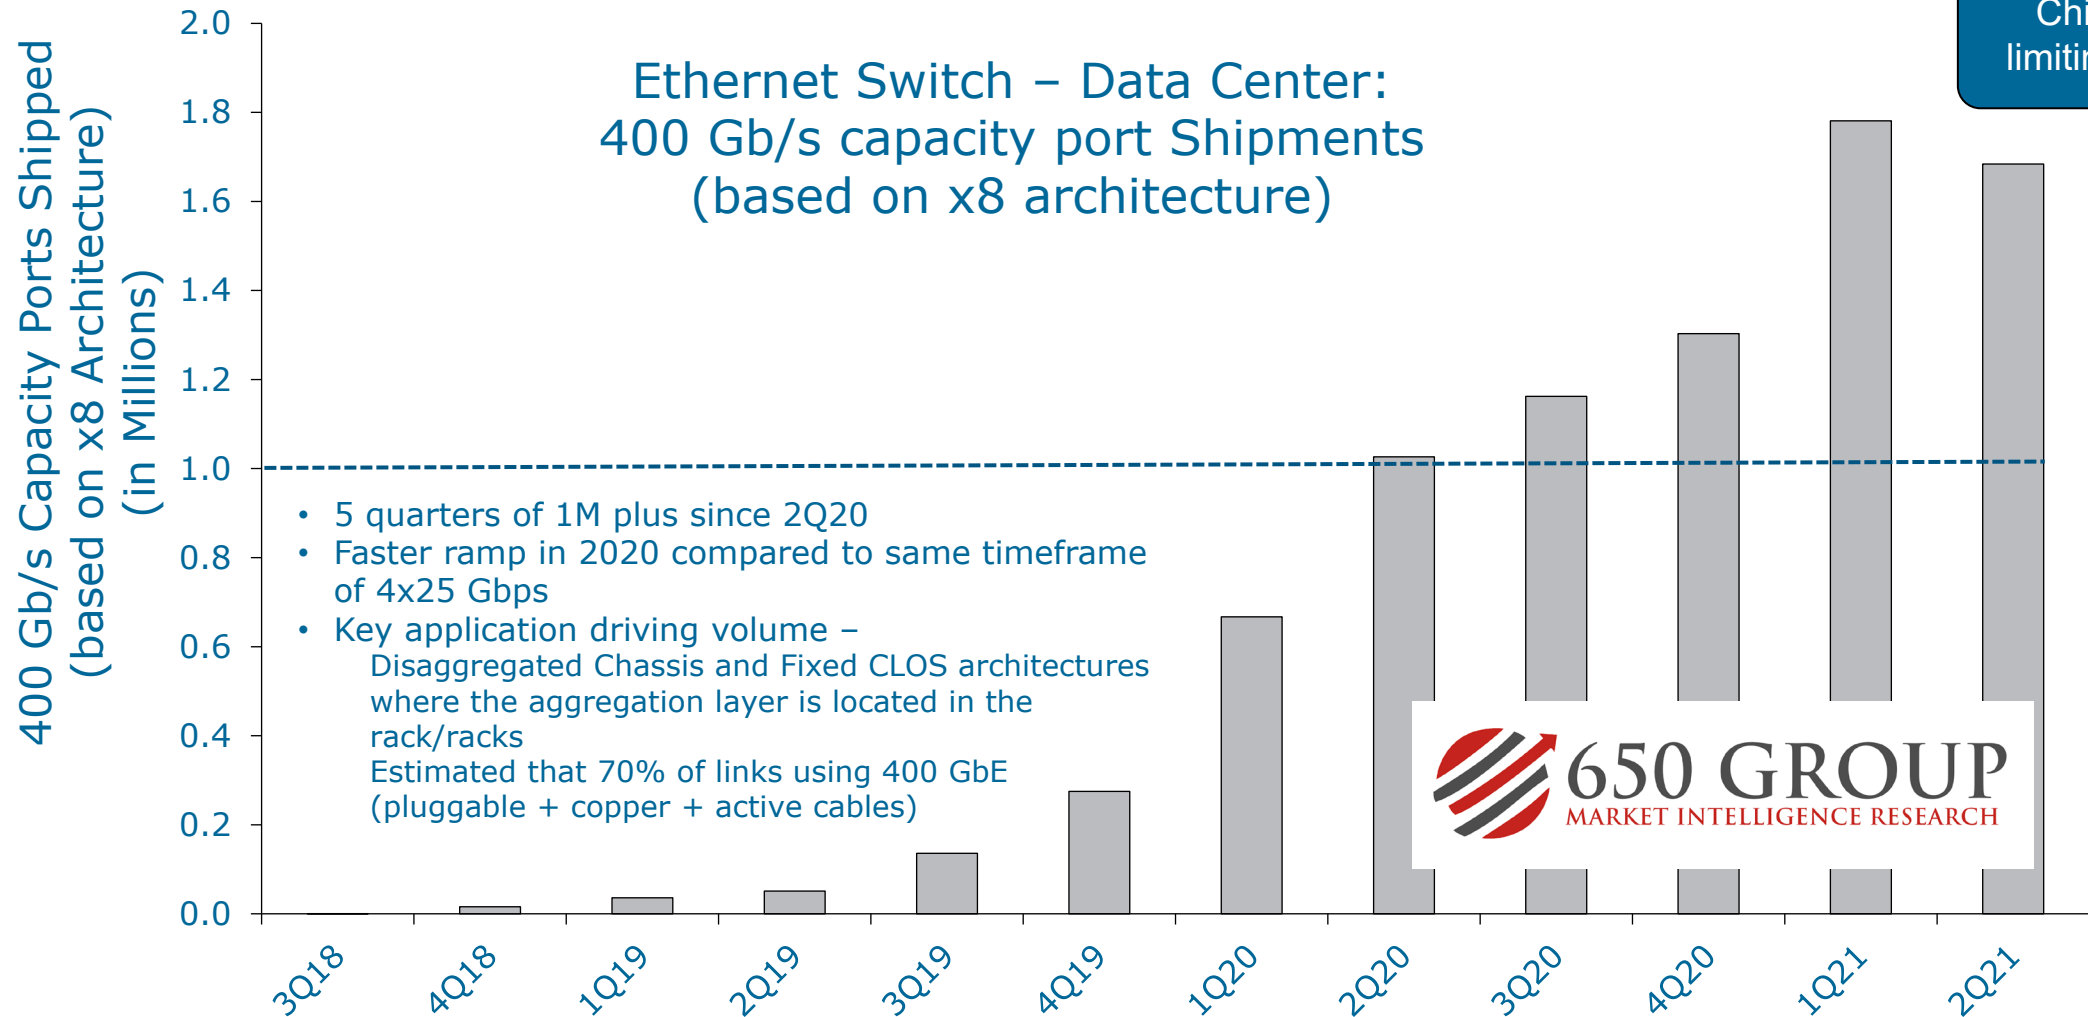 Ethernet Switch – Data Center:
400 Gb/s capacity port Shipments
(based on x8 architecture)
400 Gb/s Capacity Ports Shipped
(based on x8 Architecture)
(in Millions)
2.0
1.8
1.6
1.4
1.2
1.0
0.8
0.6
0.4
0.2
0.0
• 5 quarters of 1M plus since 2Q20
• Faster ramp in 2020 compared to same timeframe
of 4x25 Gbps
• Key application driving volume –
Disaggregated Chassis and Fixed CLOS architectures
where the aggregation layer is located in the
rack/racks
Estimated that 70% of links using 400 GbE
(pluggable + copper + active cables)
650 GROUP
MARKET INTELLIGENCE RESEARCH
3Q18
4Q18
1Q19
2Q19
3Q19
4Q19
1Q20
2Q20
3Q20
4Q20
1Q21
2Q21